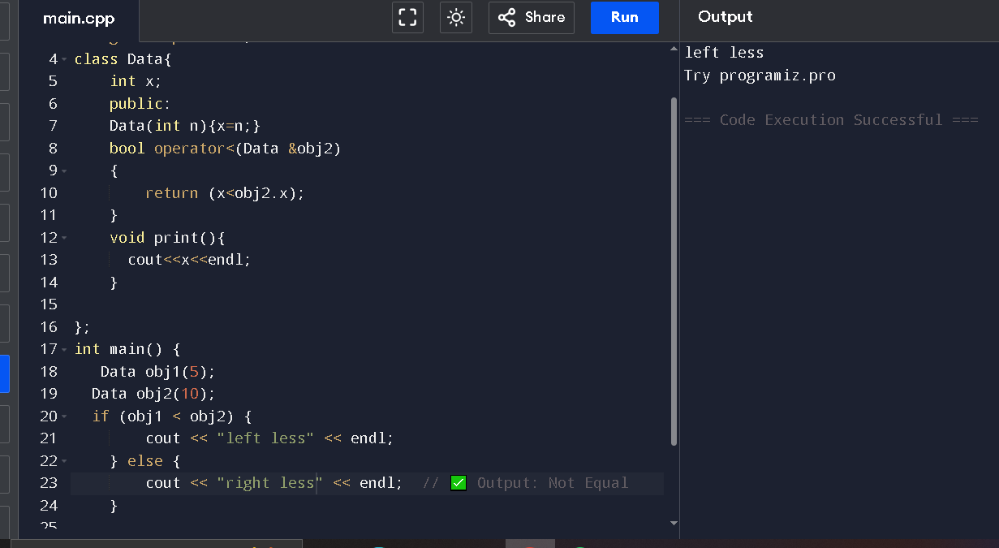 main.cpp
Share
Run
Output
4 class Data{
5     int x;
6     public:
7     Data(int n){x=n;}
8     bool operator<(Data &obj2)
9     {
10         return (x<obj2.x);
11     }
12     void print(){
13       cout<<x<<endl;
14     }
15
16 };
17 int main() {
18    Data obj1(5);
19   Data obj2(10);
20   if (obj1 < obj2) {
21         cout << "left less" << endl;
22     } else {
23         cout << "right less" << endl;  // ✅ Output: Not Equal
24     }
25
left less
Try programiz.pro
=== Code Execution Successful ===